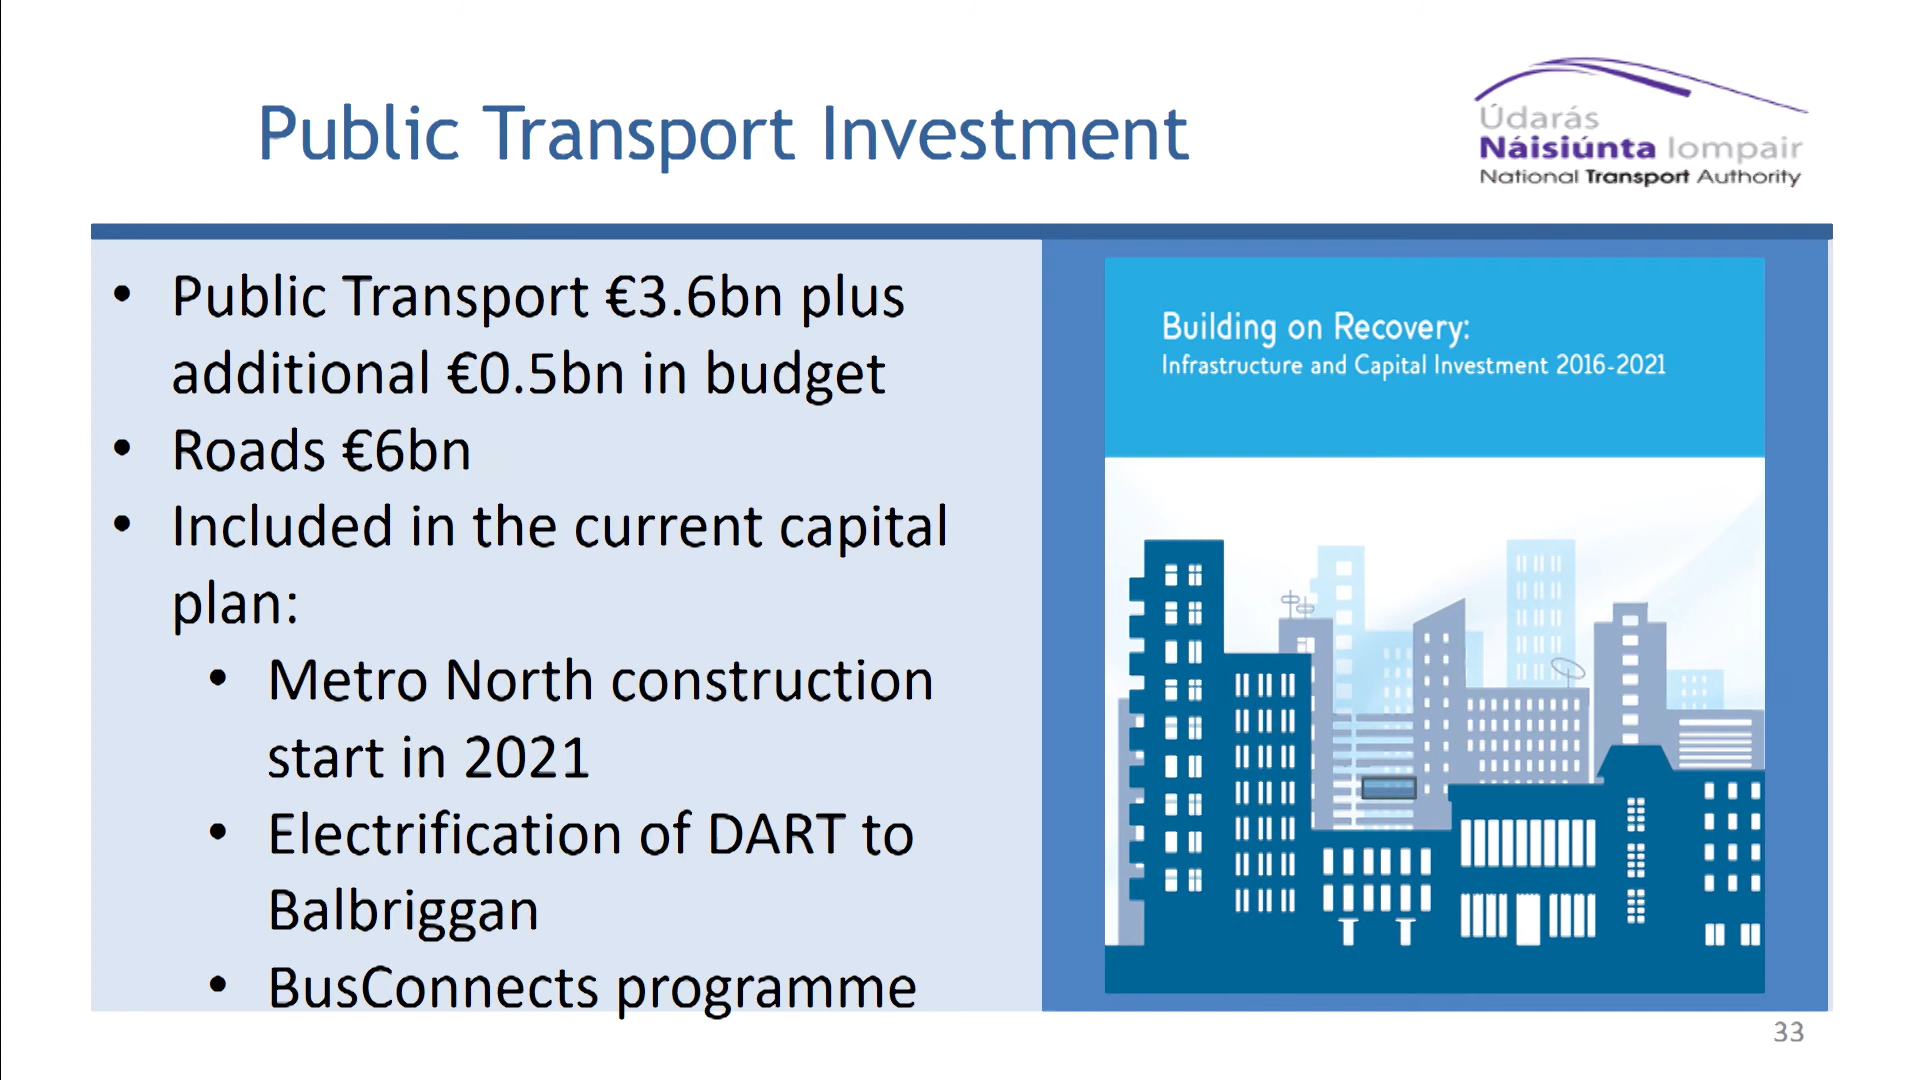 Public Transport Investment
Údarás
Náisiúnta Iompair
National Transport Authority
• Public Transport €3.6bn plus
additional €0.5bn in budget
• Roads €6bn
• Included in the current capital
plan:
• Metro North construction
start in 2021
• Electrification of DART to
Balbriggan
• BusConnects programme
Building on Recovery:
Infrastructure and Capital Investment 2016-2021
33